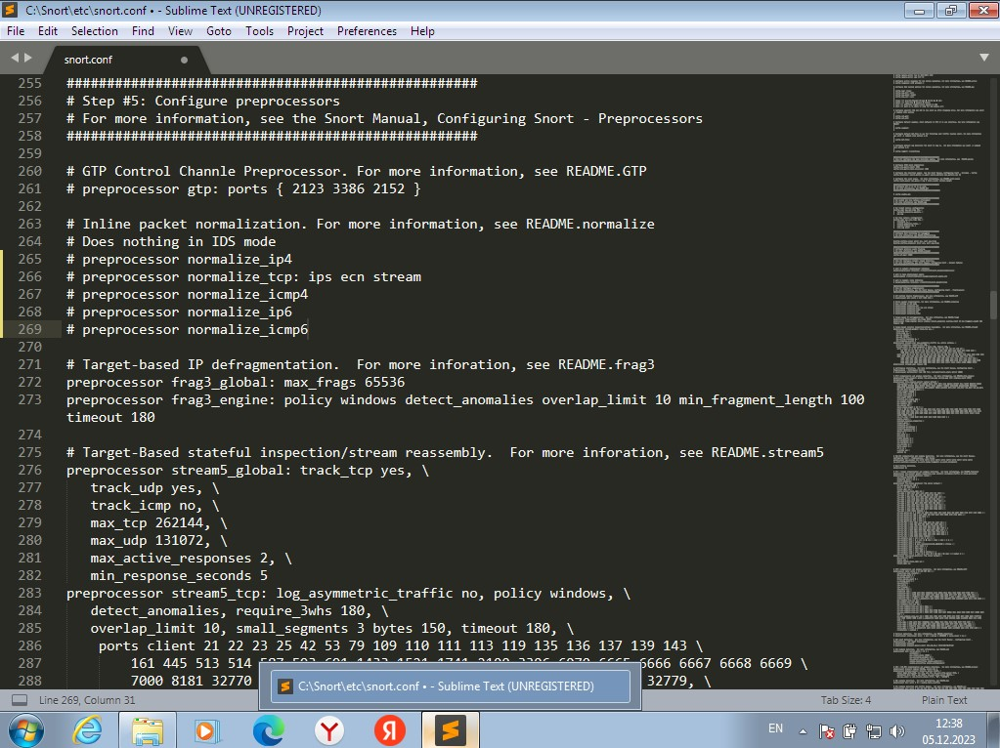 C:\Snort\etc\snort.conf • - Sublime Text (UNREGISTERED)
File Edit Selection Find View Goto Tools Project Preferences Help
snort.conf
255 ###################################################
256 # Step #5: Configure preprocessors
257 # For more information, see the Snort Manual, Configuring Snort - Preprocessors
258 ###################################################
259
260 # GTP Control Channle Preprocessor. For more information, see README.GTP
261 # preprocessor gtp: ports { 2123 3386 2152 }
262
263 # Inline packet normalization. For more information, see README.normalize
264 # Does nothing in IDS mode
265 # preprocessor normalize_ip4
266 # preprocessor normalize_tcp: ips ecn stream
267 # preprocessor normalize_icmp4
268 # preprocessor normalize_ip6
269 # preprocessor normalize_icmp6
270
271 # Target-based IP defragmentation.  For more inforation, see README.frag3
272 preprocessor frag3_global: max_frags 65536
273 preprocessor frag3_engine: policy windows detect_anomalies overlap_limit 10 min_fragment_length 100
timeout 180
274
275 # Target-Based stateful inspection/stream reassembly.  For more inforation, see README.stream5
276 preprocessor stream5_global: track_tcp yes, \
277    track_udp yes, \
278    track_icmp no, \
279    max_tcp 262144, \
280    max_udp 131072, \
281    max_active_responses 2, \
282    min_response_seconds 5
283 preprocessor stream5_tcp: log_asymmetric_traffic no, policy windows, \
284    detect_anomalies, require_3whs 180, \
285    overlap_limit 10, small_segments 3 bytes 150, timeout 180, \
286     ports client 21 22 23 25 42 53 79 109 110 111 113 119 135 136 137 139 143 \
287         161 445 513 514 6666 6667 6668 6669 \
288         7000 8181 32770 32779, \
C:\Snort\etc\snort.conf • - Sublime Text (UNREGISTERED)
Line 269, Column 31 Tab Size: 4 Plain Text
EN 12:38
05.12.2023